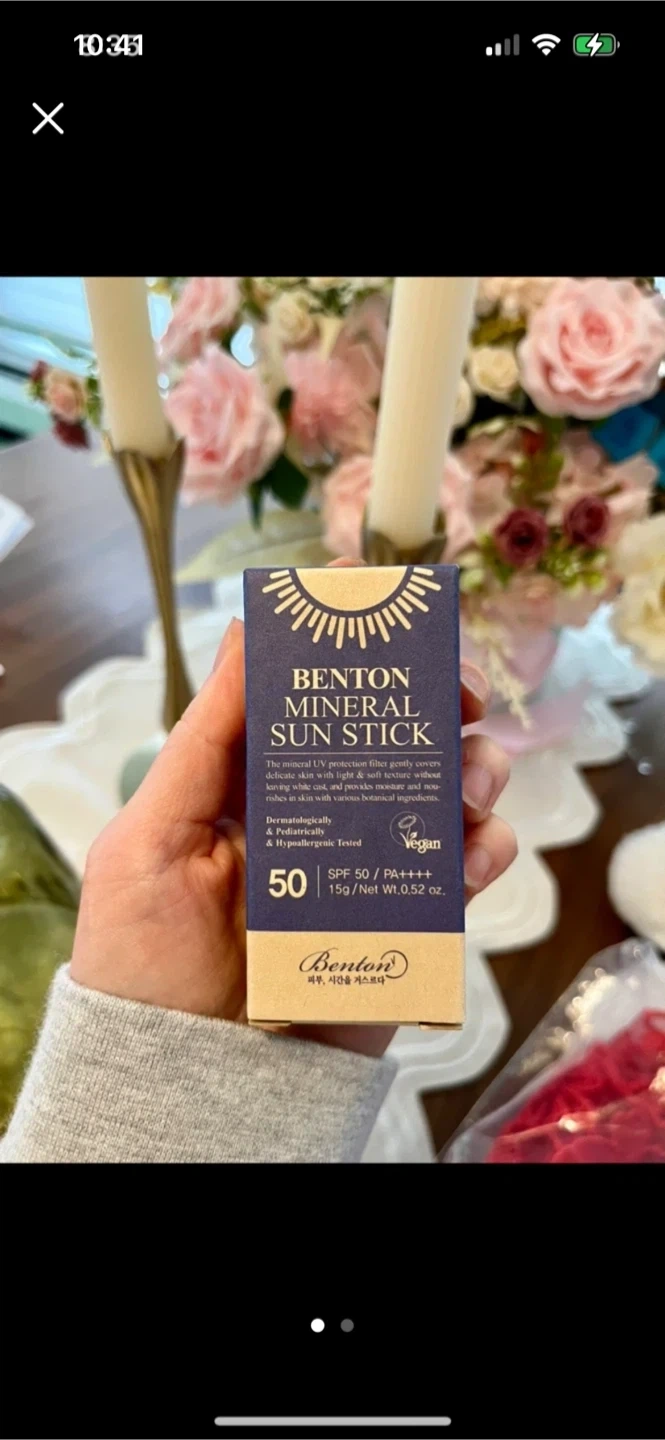 BENTON
MINERAL
SUN STICK
The mineral UV protection filter gently covers
delicate skin with light & soft texture without
leaving white cast, and provides moisture and nou-
rishes in skin with various botanical ingredients.
Dermatologically
& Pediatrically
& Hypoallergenic Tested
Vegan
50
SPF 50 / PA++++
15g/Net Wt.0.52 oz.
Benton
피부, 시간을 거스르다